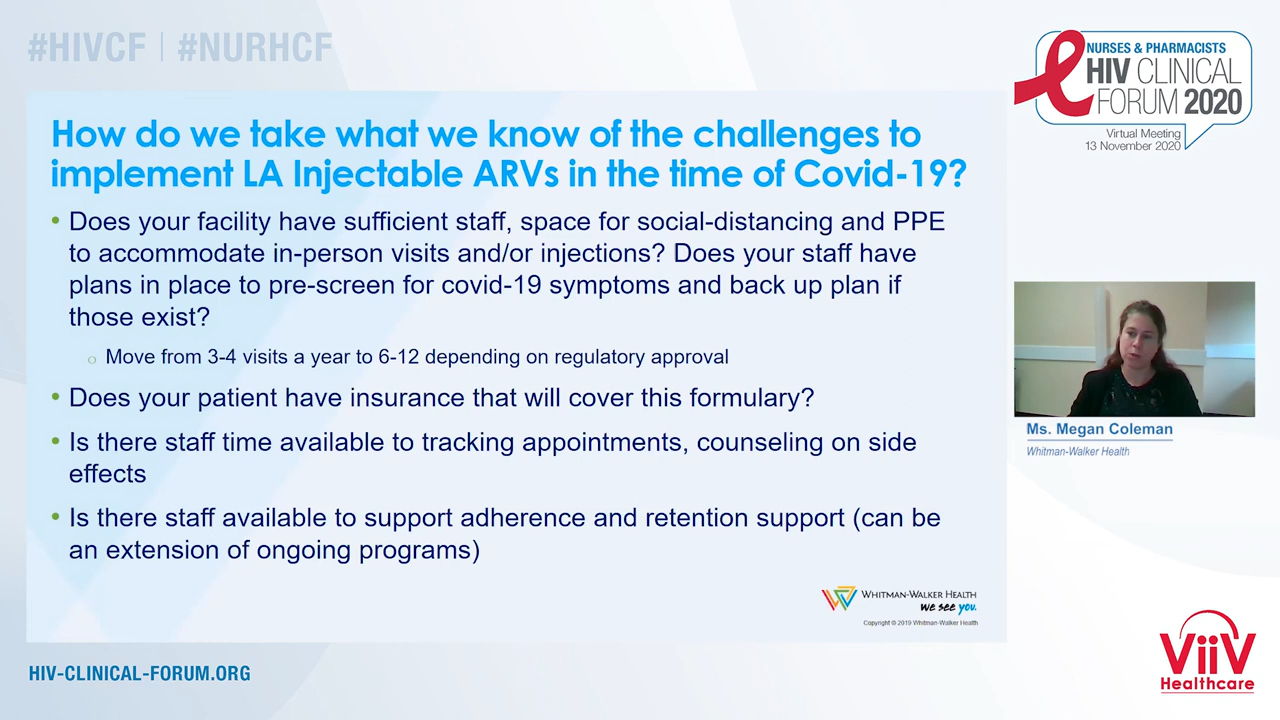 #HIVCF | #NURHCF
NURSES & PHARMACISTS
HIV CLINICAL
FORUM 2020
Virtual Meeting
13 November 2020
How do we take what we know of the challenges to
implement LA Injectable ARVs in the time of Covid-19?
• Does your facility have sufficient staff, space for social-distancing and PPE
to accommodate in-person visits and/or injections? Does your staff have
plans in place to pre-screen for covid-19 symptoms and back up plan if
those exist?
o Move from 3-4 visits a year to 6-12 depending on regulatory approval
• Does your patient have insurance that will cover this formulary?
• Is there staff time available to tracking appointments, counseling on side
effects
• Is there staff available to support adherence and retention support (can be
an extension of ongoing programs)
WHITMAN-WALKER HEALTH
we see you.
Copyright © 2019 Whitman-Walker Health
Ms. Megan Coleman
Whitman-Walker Health
HIV-CLINICAL-FORUM.ORG
ViiV
Healthcare